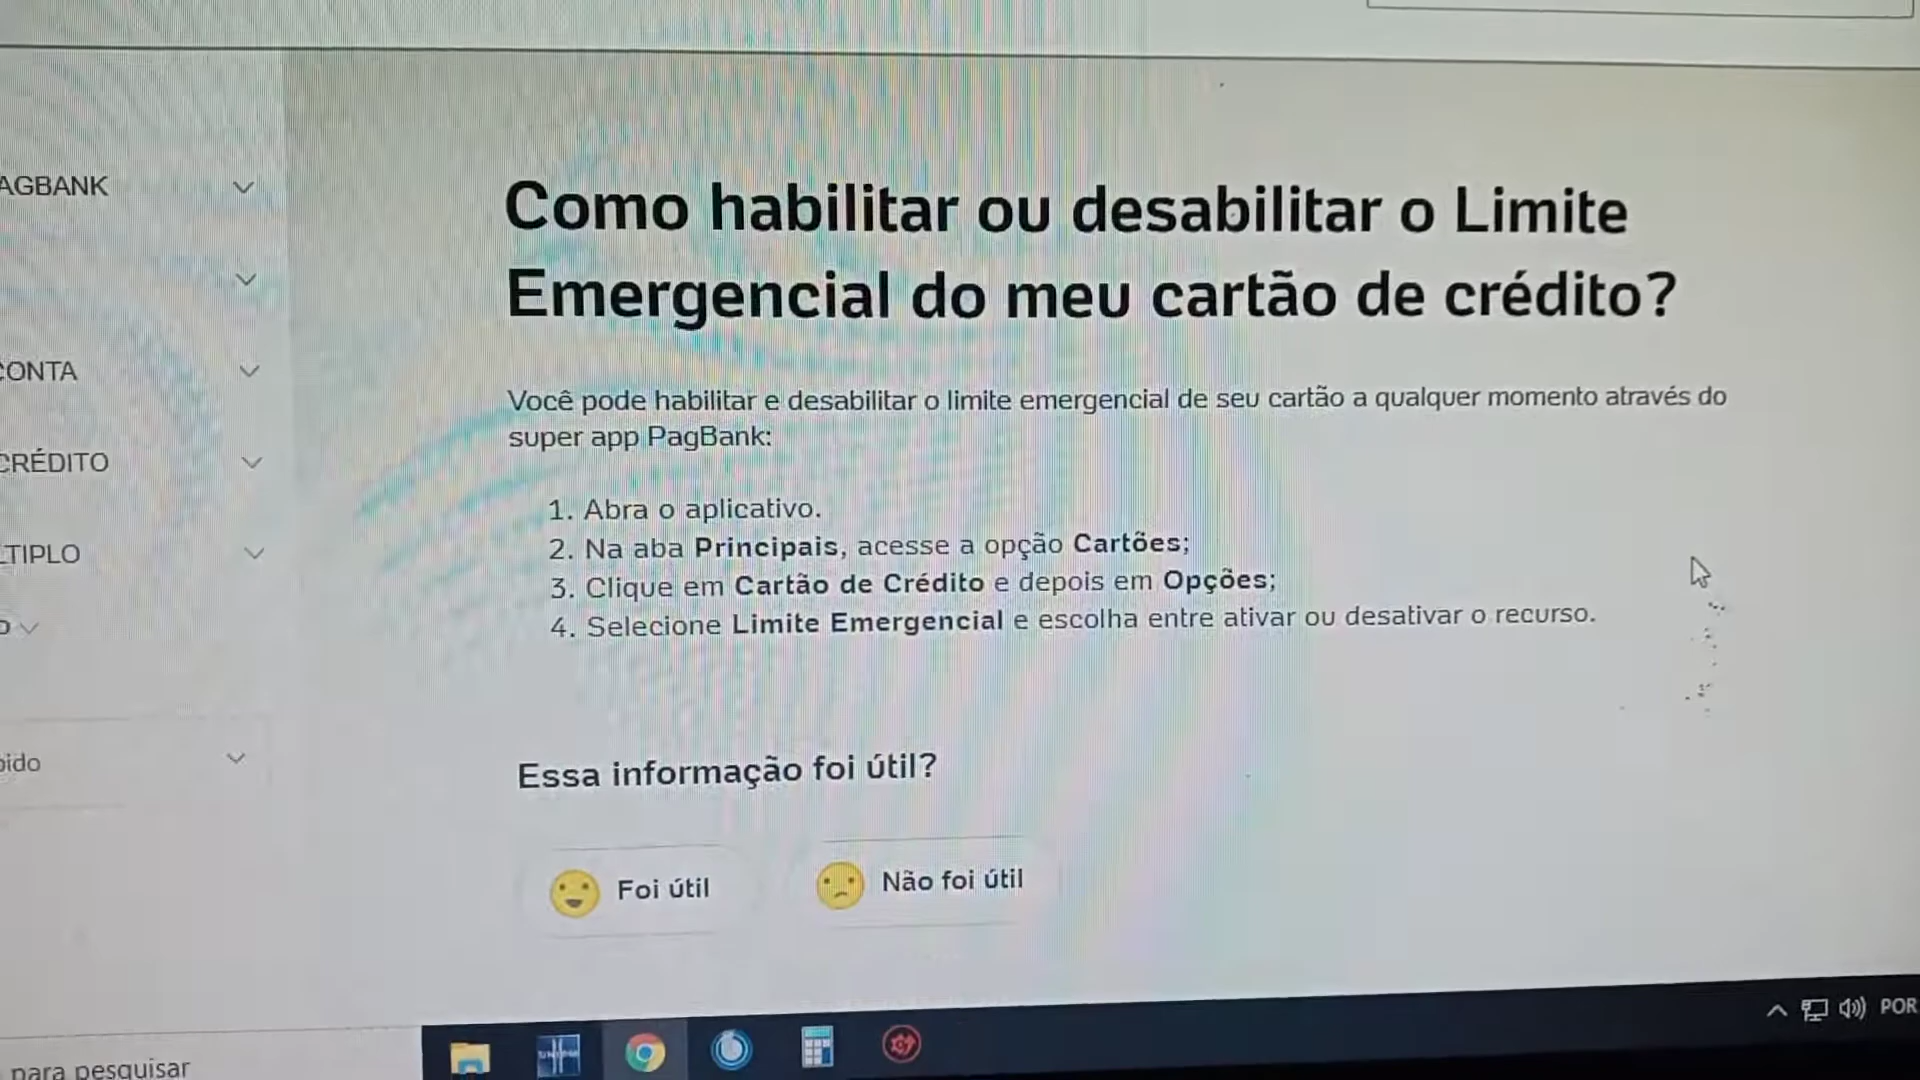 AGBANK
CONTA
CRÉDITO
TIPLO
Como habilitar ou desabilitar o Limite
Emergencial do meu cartão de crédito?
Você pode habilitar e desabilitar o limite emergencial de seu cartão a qualquer momento através do
super app PagBank:
1. Abra o aplicativo.
2. Na aba Principais, acesse a opção Cartões;
3. Clique em Cartão de Crédito e depois em Opções;
4. Selecione Limite Emergencial e escolha entre ativar ou desativar o recurso.
Essa informação foi útil?
Foi útil
Não foi útil
para pesquisar
POR